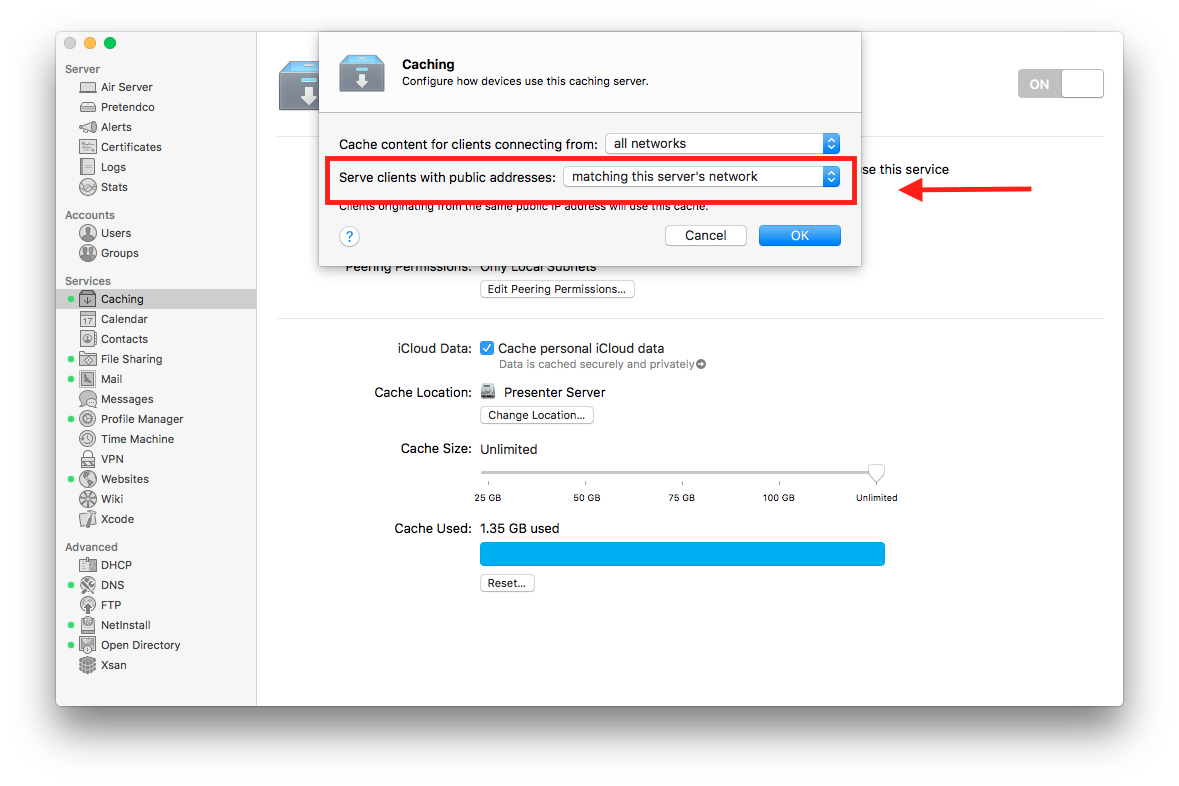 Server
Air Server
Pretendco
Alerts
Certificates
Logs
Stats
Accounts
Users
Groups
Services
Caching
17 Calendar
Contacts
File Sharing
Mail
Messages
Profile Manager
Time Machine
VPN
Websites
Wiki
Xcode
Advanced
DHCP
DNS
FTP
NetInstall
Open Directory
Xsan
Caching
Configure how devices use this caching server.
ON
Cache content for clients connecting from: all networks
Serve clients with public addresses: matching this server's network
se this service
Clients originating from the same public IP address will use this cache.
? Cancel OK
Peering Permissions: Only Local Subnets
Edit Peering Permissions...
iCloud Data: Cache personal iCloud data
Data is cached securely and privately
Cache Location: Presenter Server
Change Location...
Cache Size: Unlimited
25 GB 50 GB 75 GB 100 GB Unlimited
Cache Used: 1.35 GB used
Reset...